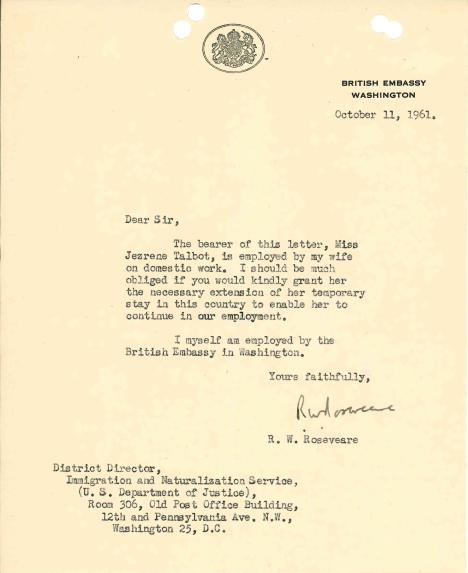 BRITISH EMBASSY
WASHINGTON
October 11, 1961.
Dear Sir,
The bearer of this letter, Miss
Jezrene Talbot, is employed by my wife
on domestic work. I should be much
obliged if you would kindly grant her
the necessary extension of her temporary
stay in this country to enable her to
continue in our employment.
I myself am employed by the
British Embassy in Washington.
Yours faithfully,
RWRoseveare
R. W. Roseveare
District Director,
Immigration and Naturalization Service,
(U. S. Department of Justice),
Room 306, Old Post Office Building,
12th and Pennsylvania Ave. N.W.,
Washington 25, D.C.